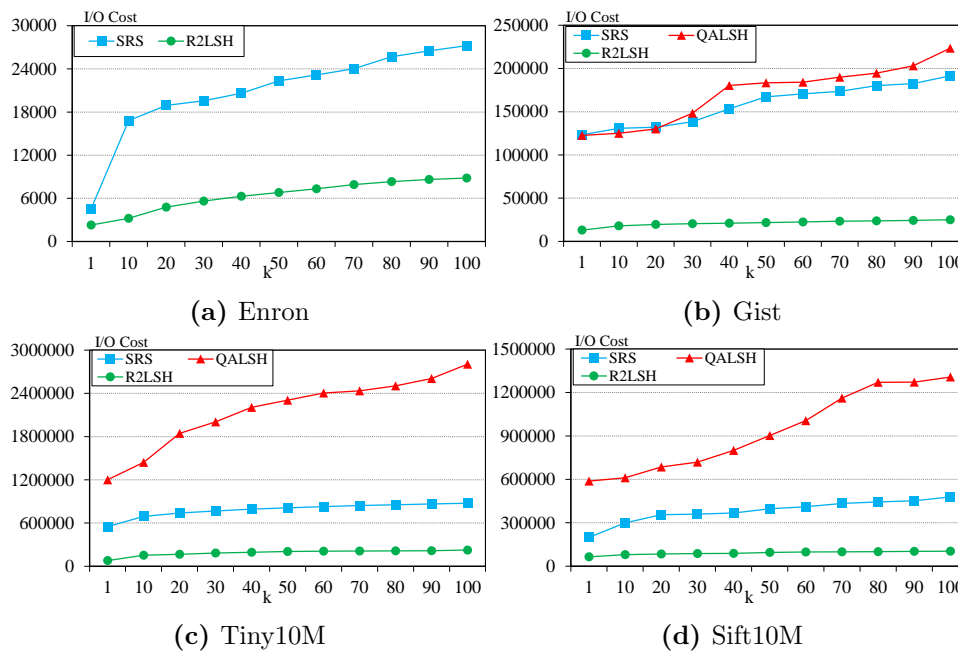 I/O Cost
30000
SRS R2LSH
24000
18000
12000
6000
0
1 10 20 30 40 50 60 70 80 90 100
k
(a) Enron
I/O Cost
250000
SRS QALSH
R2LSH
200000
150000
100000
50000
0
1 10 20 30 40 50 60 70 80 90 100
k
(b) Gist
I/O Cost
3000000
SRS QALSH
R2LSH
2400000
1800000
1200000
600000
0
1 10 20 30 40 50 60 70 80 90 100
k
(c) Tiny10M
I/O Cost
1500000
SRS QALSH
R2LSH
1200000
900000
600000
300000
0
1 10 20 30 40 50 60 70 80 90 100
k
(d) Sift10M